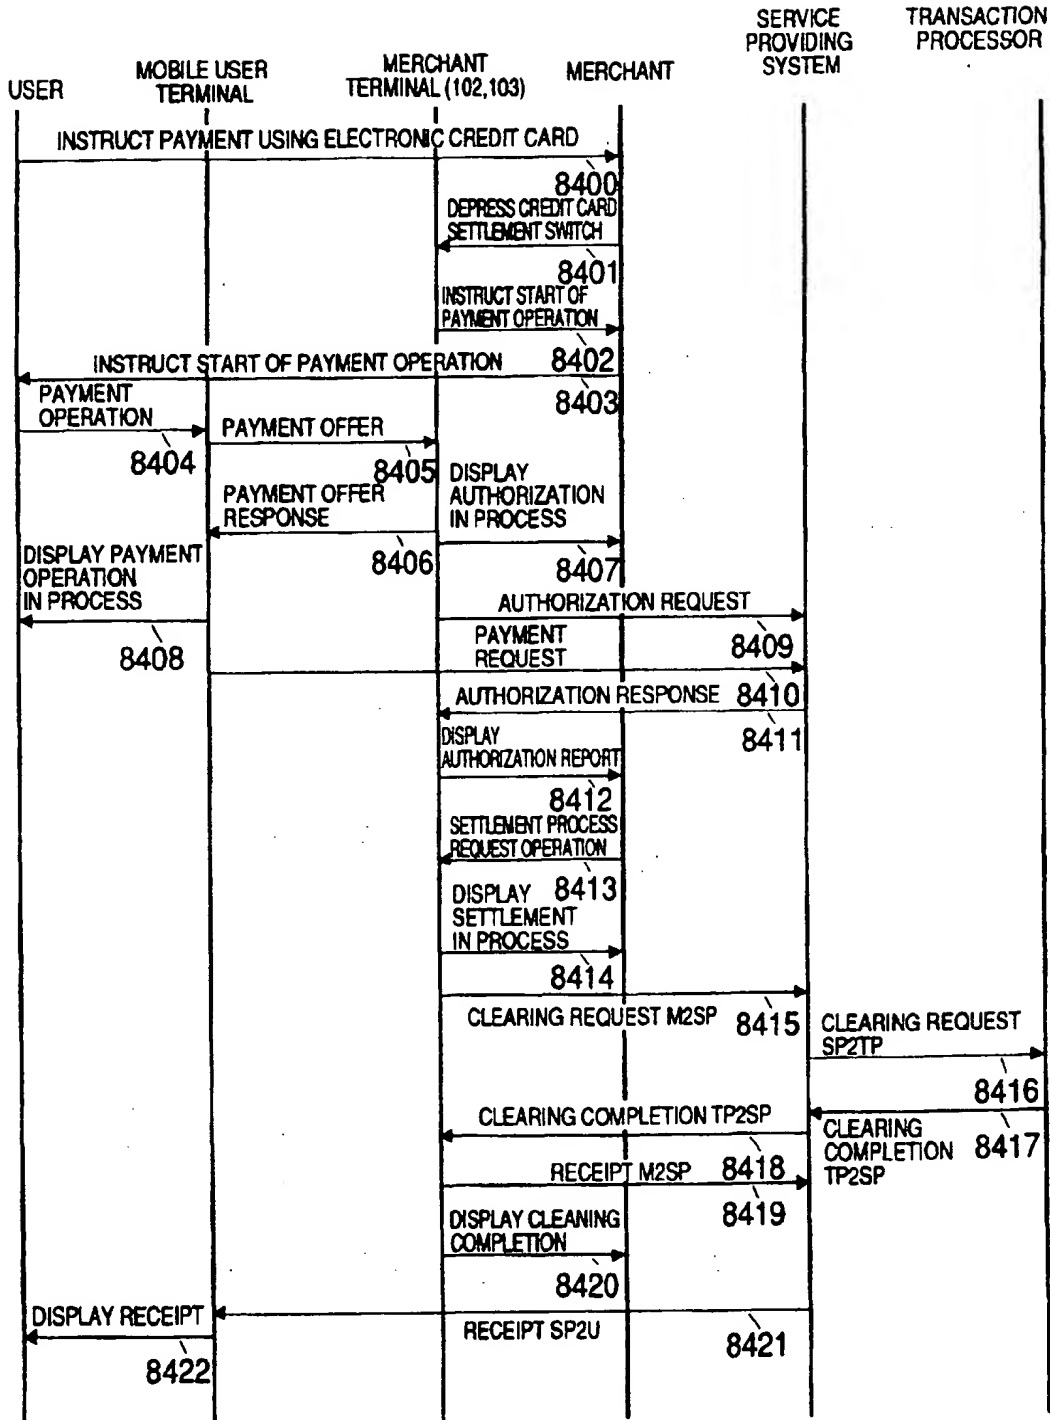 USER
MOBILE USER
TERMINAL
MERCHANT
TERMINAL (102,103)
MERCHANT
SERVICE
PROVIDING
SYSTEM
TRANSACTION
PROCESSOR
INSTRUCT PAYMENT USING ELECTRONIC CREDIT CARD
8400
DEPRESS CREDIT CARD
SETTLEMENT SWITCH
8401
INSTRUCT START OF
PAYMENT OPERATION
8402
INSTRUCT START OF PAYMENT OPERATION
8403
PAYMENT
OPERATION
8404
PAYMENT OFFER
8405
PAYMENT OFFER
RESPONSE
8406
DISPLAY
AUTHORIZATION
IN PROCESS
8407
DISPLAY PAYMENT
OPERATION
IN PROCESS
8408
AUTHORIZATION REQUEST
8409
PAYMENT
REQUEST
8410
AUTHORIZATION RESPONSE
8411
DISPLAY
AUTHORIZATION REPORT
8412
SETTLEMENT PROCESS
REQUEST OPERATION
8413
DISPLAY
SETTLEMENT
IN PROCESS
8414
CLEARING REQUEST M2SP
8415
CLEARING REQUEST
SP2TP
8416
CLEARING
COMPLETION
TP2SP
8417
CLEARING COMPLETION TP2SP
8418
RECEIPT M2SP
8419
DISPLAY CLEANING
COMPLETION
8420
RECEIPT SP2U
8421
DISPLAY RECEIPT
8422